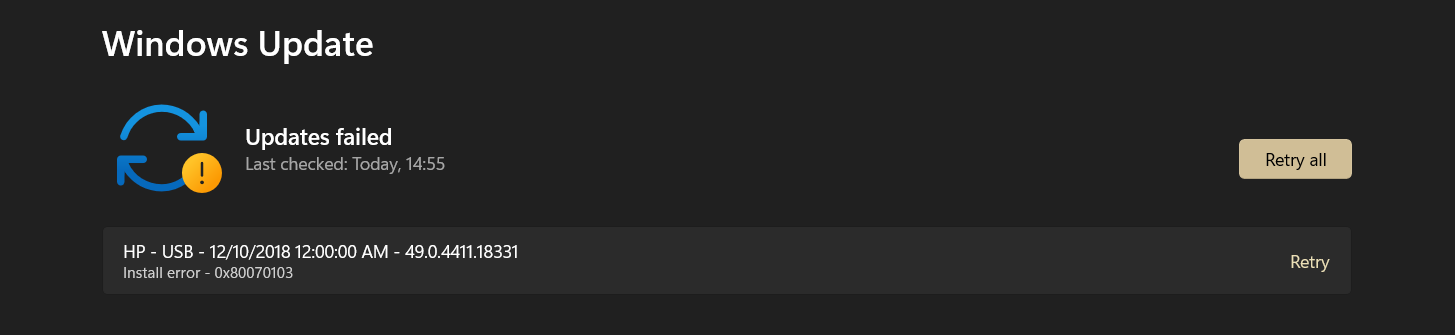 Windows Update
Updates failed
Last checked: Today, 14:55
Retry all
HP - USB - 12/10/2018 12:00:00 AM - 49.0.4411.18331
Install error - 0x80070103
Retry